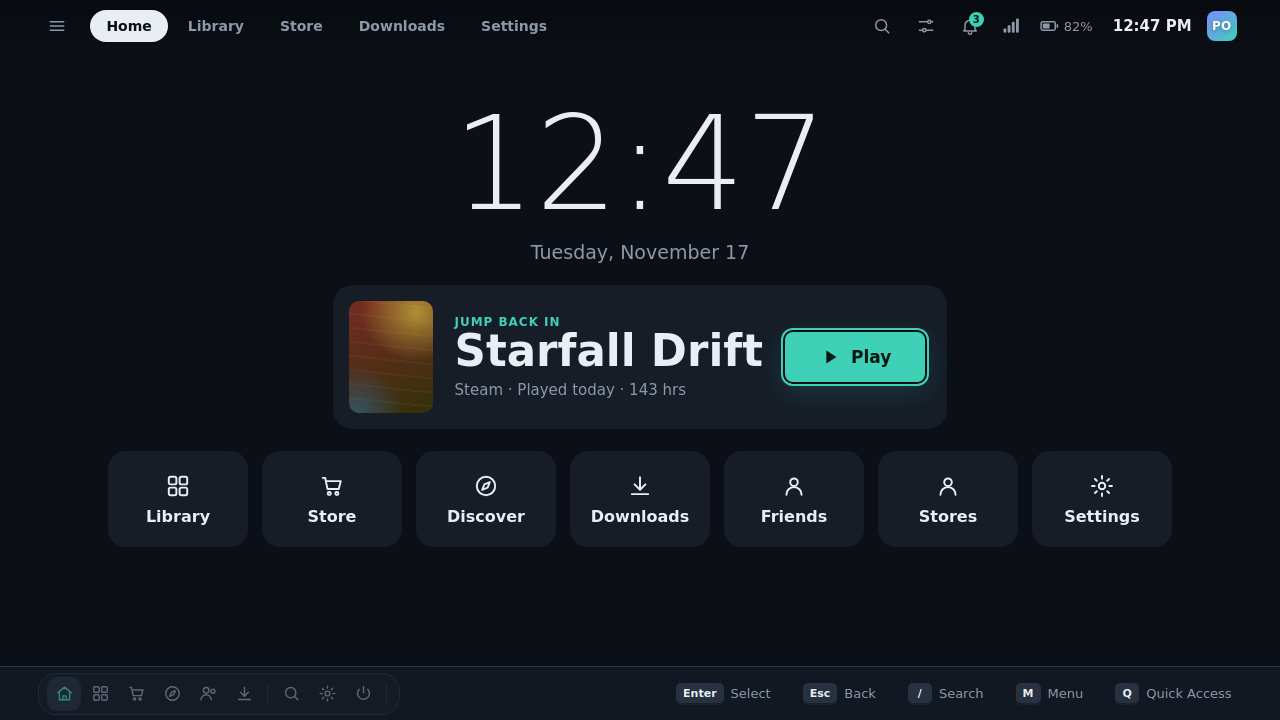 Home Library Store Downloads Settings 3 82% 12:47 PM PO
12:47
Tuesday, November 17
JUMP BACK IN
Starfall Drift
Steam · Played today · 143 hrs
Play
Library Store Discover Downloads Friends Stores Settings
Enter Select Esc Back / Search M Menu Q Quick Access